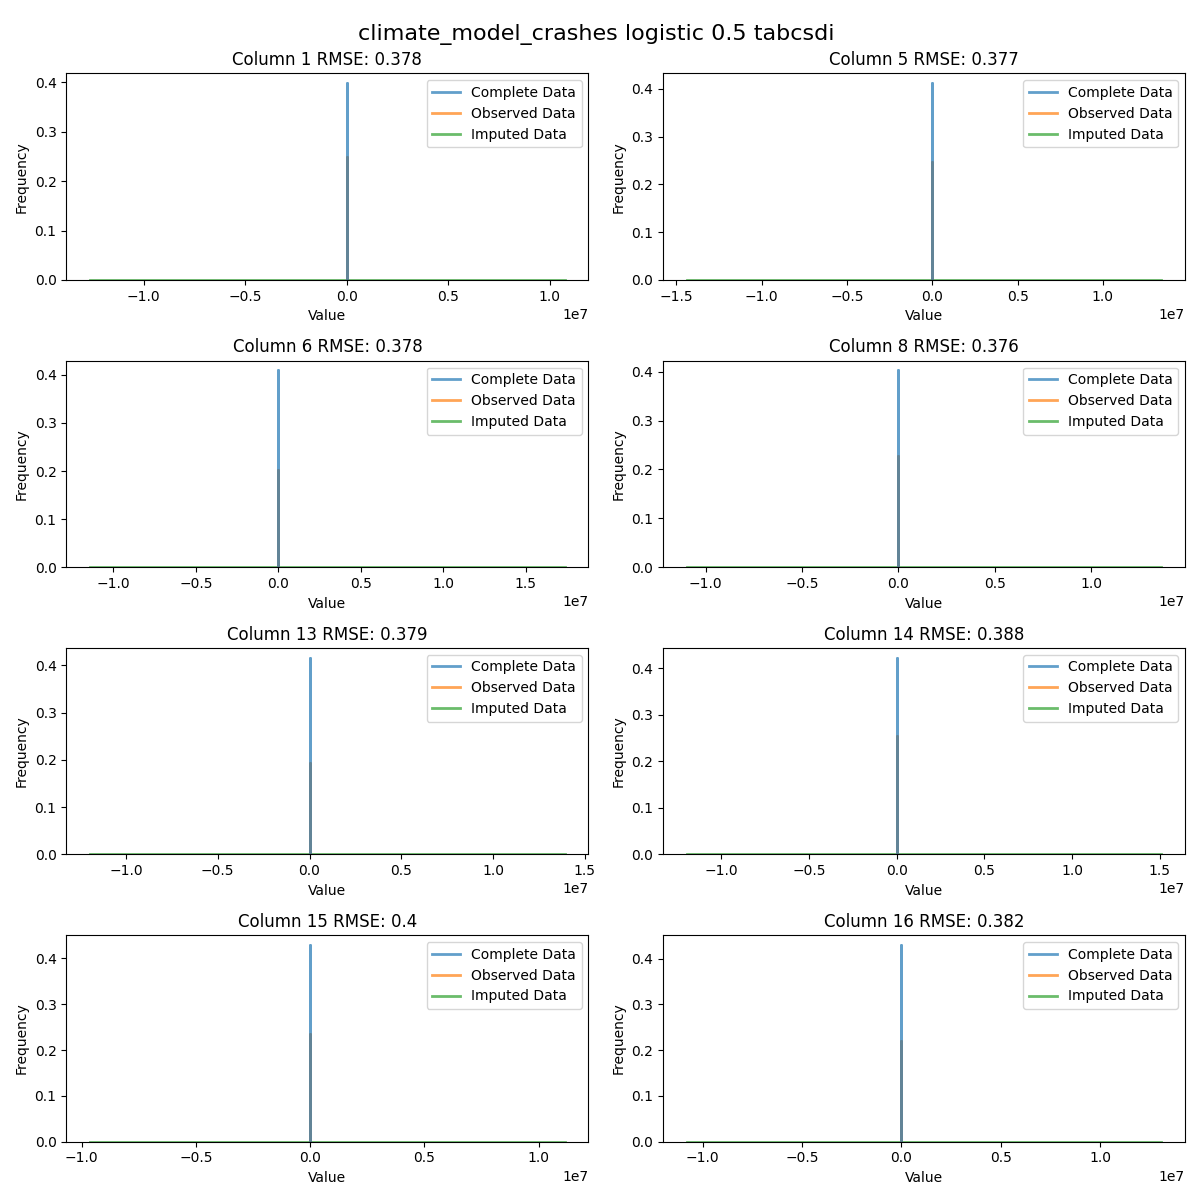 climate_model_crashes logistic 0.5 tabcsdi
Column 1 RMSE: 0.378
Frequency
0.4
0.3
0.2
0.1
0.0
Complete Data
Observed Data
Imputed Data
−1.0 −0.5 0.0 0.5 1.0
Value
1e7
Column 5 RMSE: 0.377
Frequency
0.4
0.3
0.2
0.1
0.0
Complete Data
Observed Data
Imputed Data
−1.5 −1.0 −0.5 0.0 0.5 1.0
Value
1e7
Column 6 RMSE: 0.378
Frequency
0.4
0.3
0.2
0.1
0.0
Complete Data
Observed Data
Imputed Data
−1.0 −0.5 0.0 0.5 1.0 1.5
Value
1e7
Column 8 RMSE: 0.376
Frequency
0.4
0.3
0.2
0.1
0.0
Complete Data
Observed Data
Imputed Data
−1.0 −0.5 0.0 0.5 1.0
Value
1e7
Column 13 RMSE: 0.379
Frequency
0.4
0.3
0.2
0.1
0.0
Complete Data
Observed Data
Imputed Data
−1.0 −0.5 0.0 0.5 1.0 1.5
Value
1e7
Column 14 RMSE: 0.388
Frequency
0.4
0.3
0.2
0.1
0.0
Complete Data
Observed Data
Imputed Data
−1.0 −0.5 0.0 0.5 1.0 1.5
Value
1e7
Column 15 RMSE: 0.4
Frequency
0.4
0.3
0.2
0.1
0.0
Complete Data
Observed Data
Imputed Data
−1.0 −0.5 0.0 0.5 1.0
Value
1e7
Column 16 RMSE: 0.382
Frequency
0.4
0.3
0.2
0.1
0.0
Complete Data
Observed Data
Imputed Data
−1.0 −0.5 0.0 0.5 1.0
Value
1e7